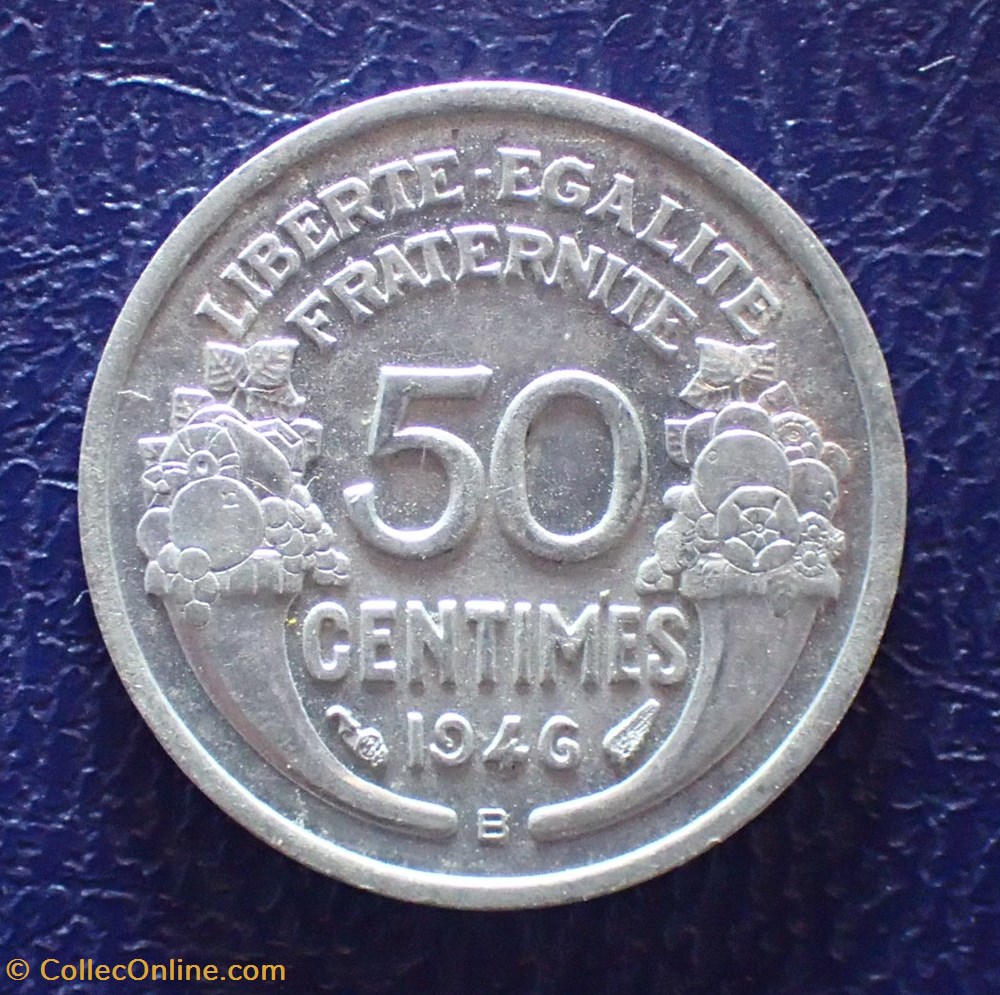 LIBERTE-EGALITE
FRATERNITE
50
CENTIMES
1946
B
© CollecOnline.com